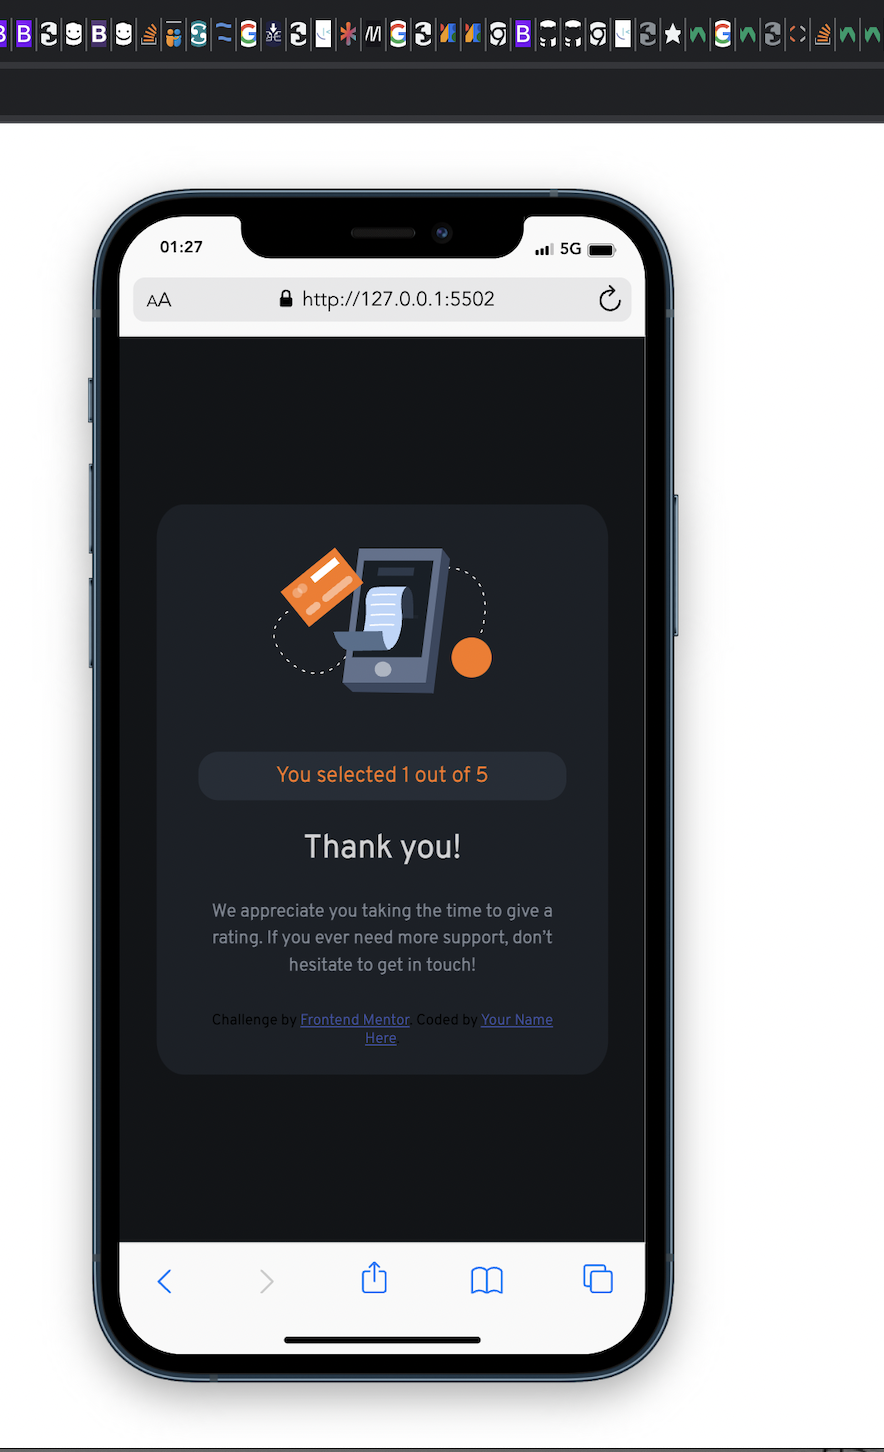 01:27
5G
AA
http://127.0.0.1:5502
You selected 1 out of 5
Thank you!
We appreciate you taking the time to give a
rating. If you ever need more support, don’t
hesitate to get in touch!
Challenge by Frontend Mentor. Coded by Your Name
Here.